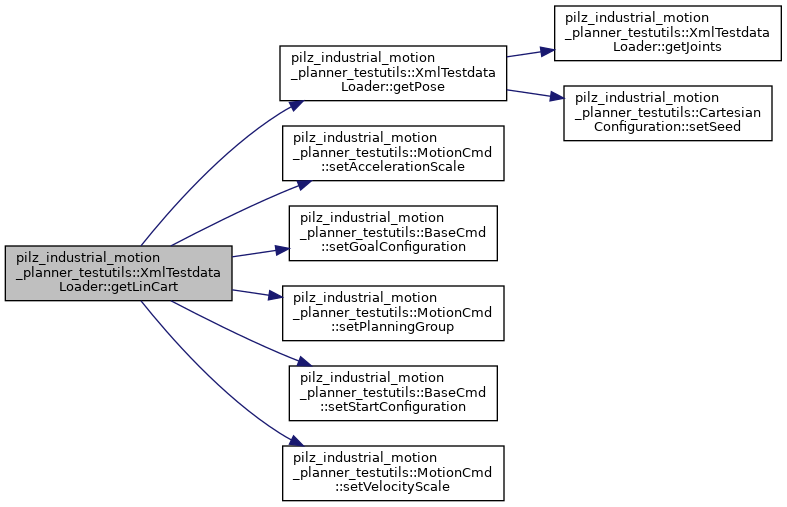 pilz_industrial_motion
_planner_testutils::XmlTestdata
Loader::getLinCart
pilz_industrial_motion
_planner_testutils::XmlTestdata
Loader::getPose
pilz_industrial_motion
_planner_testutils::XmlTestdata
Loader::getJoints
pilz_industrial_motion
_planner_testutils::Cartesian
Configuration::setSeed
pilz_industrial_motion
_planner_testutils::MotionCmd
::setAccelerationScale
pilz_industrial_motion
_planner_testutils::BaseCmd
::setGoalConfiguration
pilz_industrial_motion
_planner_testutils::MotionCmd
::setPlanningGroup
pilz_industrial_motion
_planner_testutils::BaseCmd
::setStartConfiguration
pilz_industrial_motion
_planner_testutils::MotionCmd
::setVelocityScale